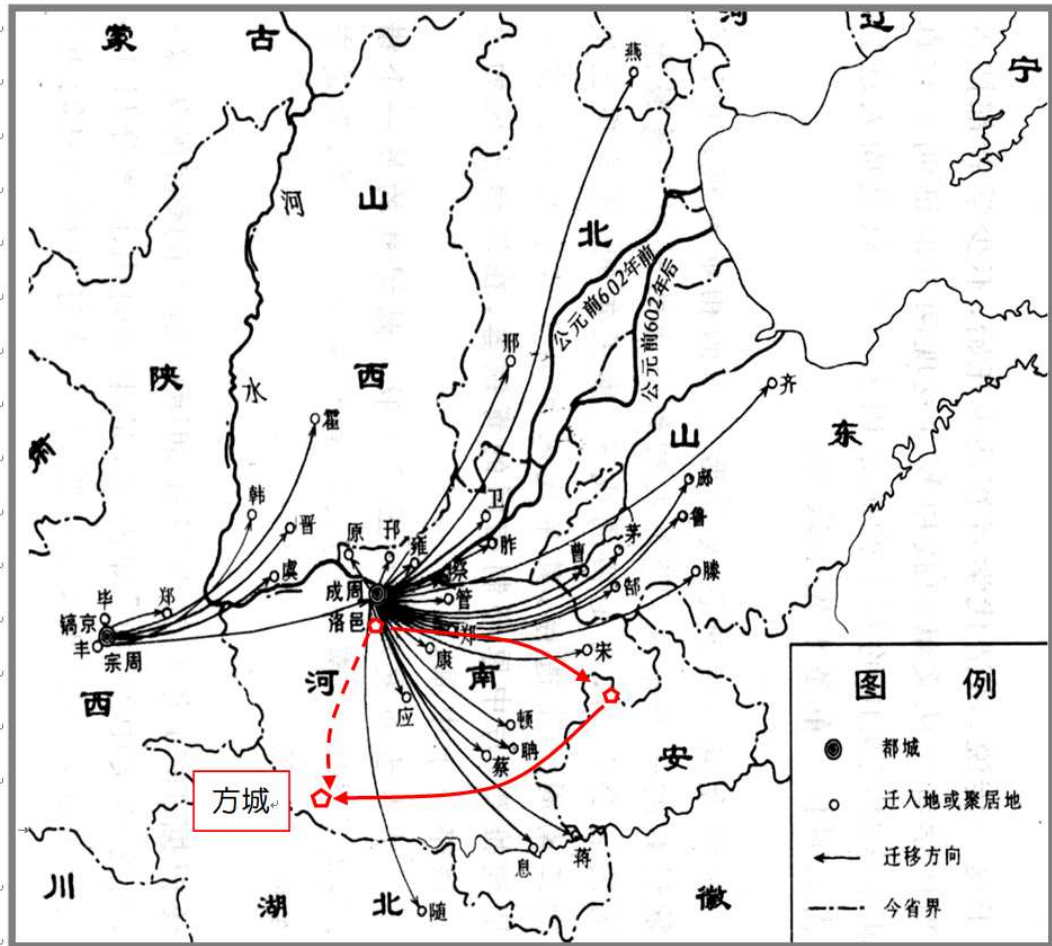 蒙古
河
辽
宁
燕
河
山
北
公元前602年前
公元前602年后
邢
陕
水
西
齐
霍
山
东
郕
韩
晋
卫
鲁
原
邘
雍
胙
茅
曹
虞
祭
滕
成周
管
郜
毕
郑
镐京
洛邑
郑
丰
宗周
康
宋
西
河
南
图例
应
顿
聃
都城
蔡
安
方城
迁入地或聚居地
息
蒋
迁移方向
川
湖
北
随
徽
今省界